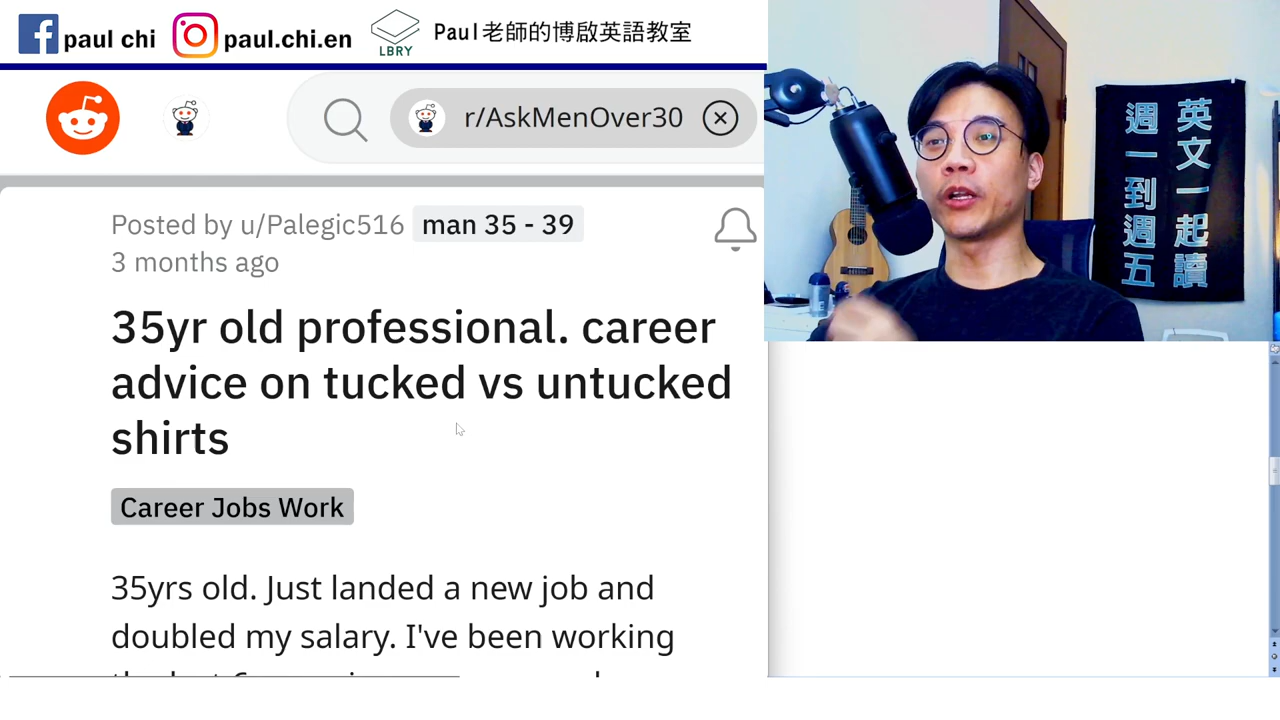 paul chi
paul.chi.en
LBRY
Paul老師的博啟英語教室
r/AskMenOver30
Posted by u/Palegic516 man 35 - 39
3 months ago
35yr old professional. career
advice on tucked vs untucked
shirts
Career Jobs Work
35yrs old. Just landed a new job and
doubled my salary. I've been working
英文一起讀
週一到週五